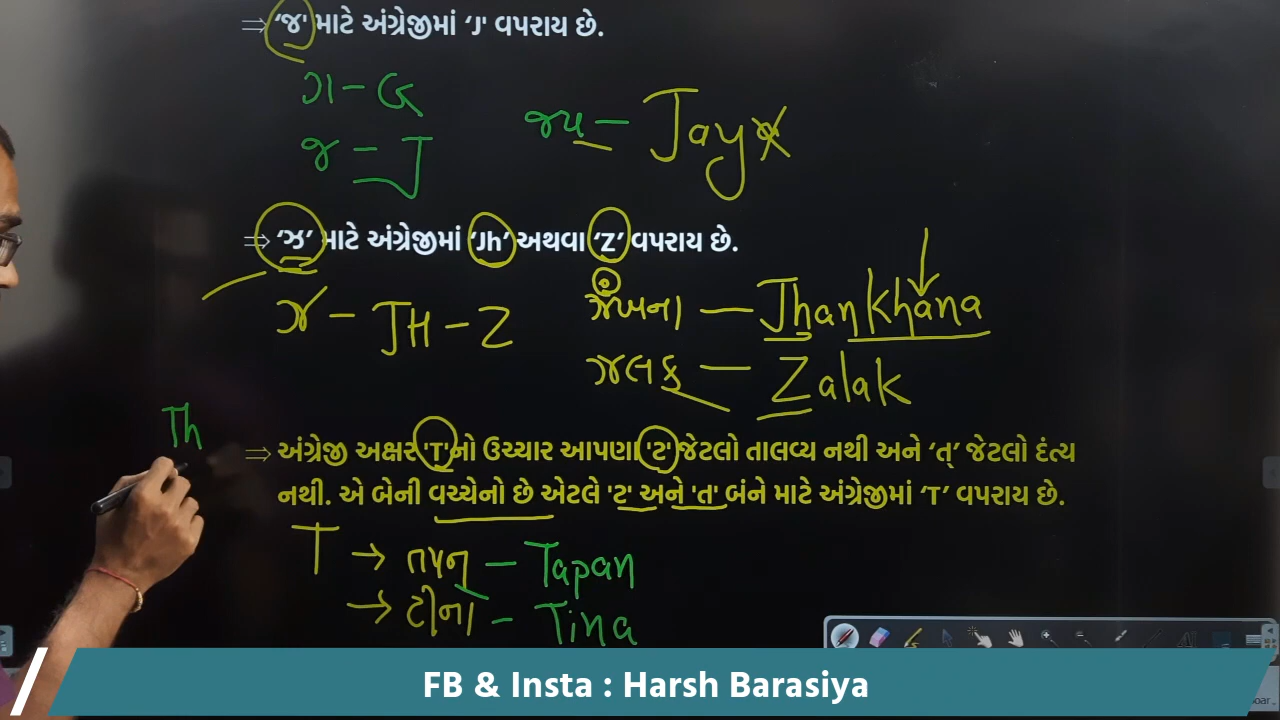 ⇒ 'જ' માટે અંગ્રેજીમાં 'J' વપરાય છે.
ગ – G
જ – J
જય – Jay
⇒ 'ઝ' માટે અંગ્રેજીમાં 'Jh' અથવા 'Z' વપરાય છે.
ઝ – JH – Z
ઝંખના — Jhankhana
ઝલક — Zalak
Th
⇒ અંગ્રેજી અક્ષર 'T'નો ઉચ્ચાર આપણા 'ટ' જેટલો તાલવ્ય નથી અને 'ત્' જેટલો દંત્ય
નથી. એ બેની વચ્ચેનો છે એટલે 'ટ' અને 'ત' બંને માટે અંગ્રેજીમાં 'T' વપરાય છે.
T → તપન – Tapan
→ ટીના – Tina
FB & Insta : Harsh Barasiya